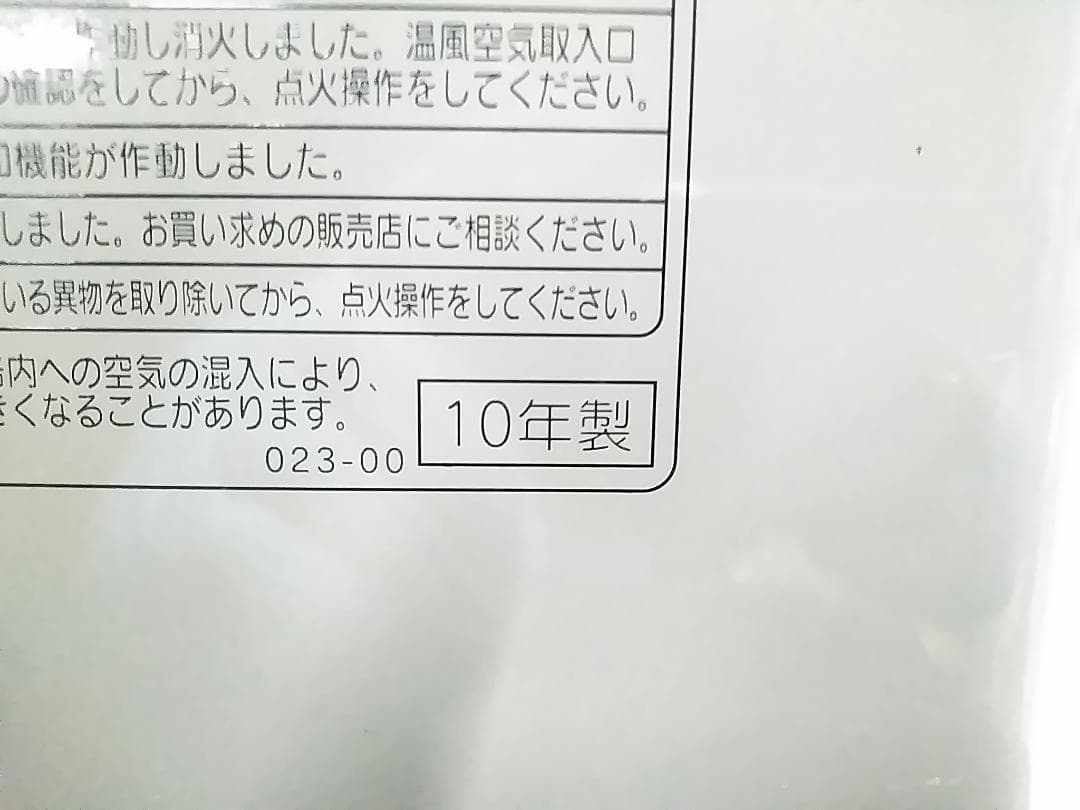 動し消火しました。温風空気取入口
確認をしてから、点火操作をしてください。
機能が作動しました。
しました。お買い求めの販売店にご相談ください。
いる異物を取り除いてから、点火操作をしてください。
内への空気の混入により、
くなることがあります。
023-00
10年製